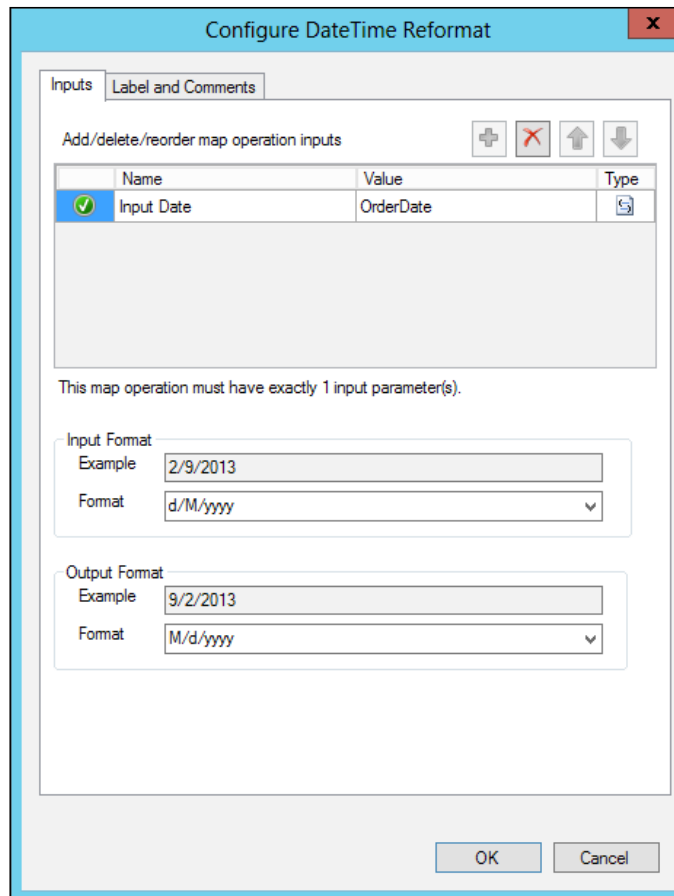 Configure DateTime Reformat
x
Inputs
Label and Comments
Add/delete/reorder map operation inputs
Name Value Type
Input Date OrderDate
This map operation must have exactly 1 input parameter(s).
Input Format
Example 2/9/2013
Format d/M/yyyy
Output Format
Example 9/2/2013
Format M/d/yyyy
OK Cancel